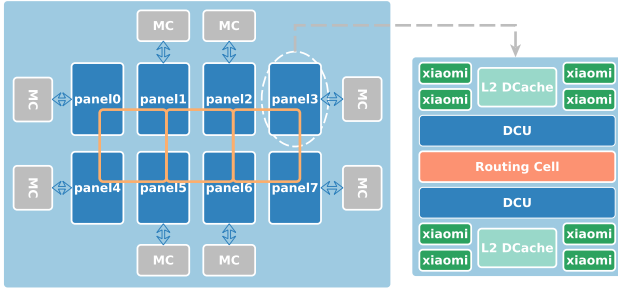 MC MC
MC panel0 panel1 panel2 panel3 MC
MC panel4 panel5 panel6 panel7 MC
MC MC
xiaomi L2 DCache xiaomi
xiaomi xiaomi
DCU
Routing Cell
DCU
xiaomi L2 DCache xiaomi
xiaomi xiaomi